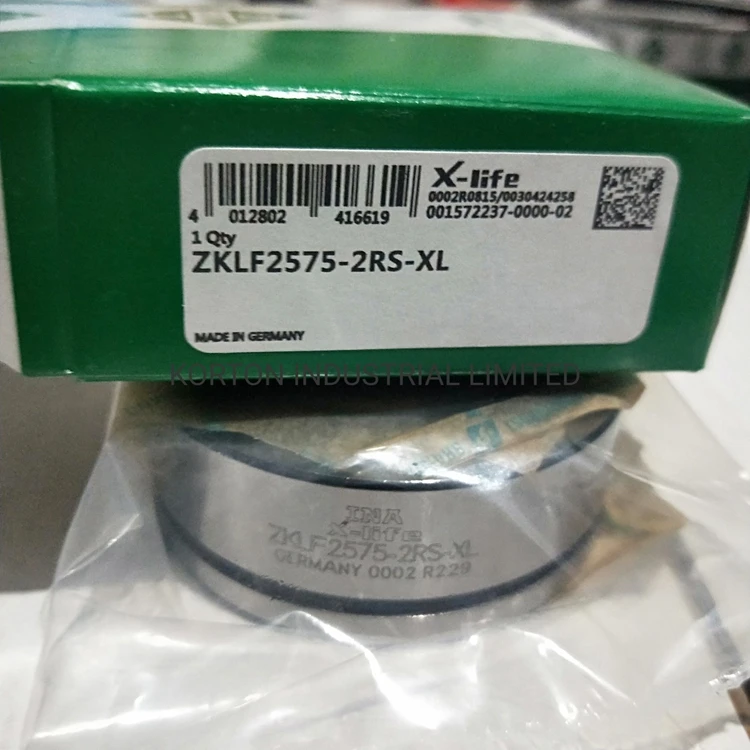 X-life
0002R0815/0030424258
001572237-0000-02
4 012802 416619
1 Qty
ZKLF2575-2RS-XL
MADE IN GERMANY
KORTON INDUSTRIAL LIMITED
INA
X-life
ZKLF2575-2RS-XL
GERMANY 0002 R229